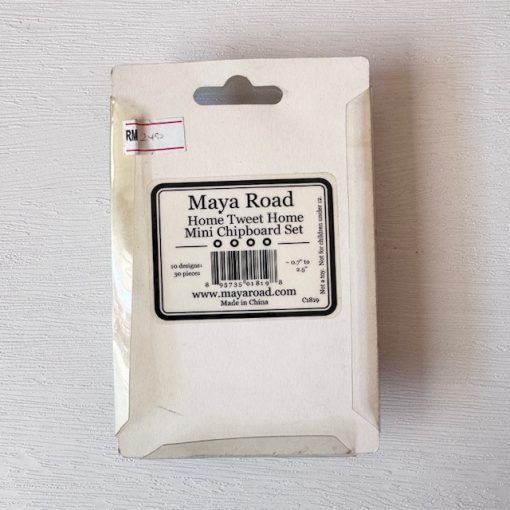 RM
Maya Road
Home Tweet Home
Mini Chipboard Set
10 designs:
30 pieces
~ 0.7" to
2.5"
8 95735 01819 8
www.mayaroad.com
Made in China
C1819
Not a toy. Not for children under 12.